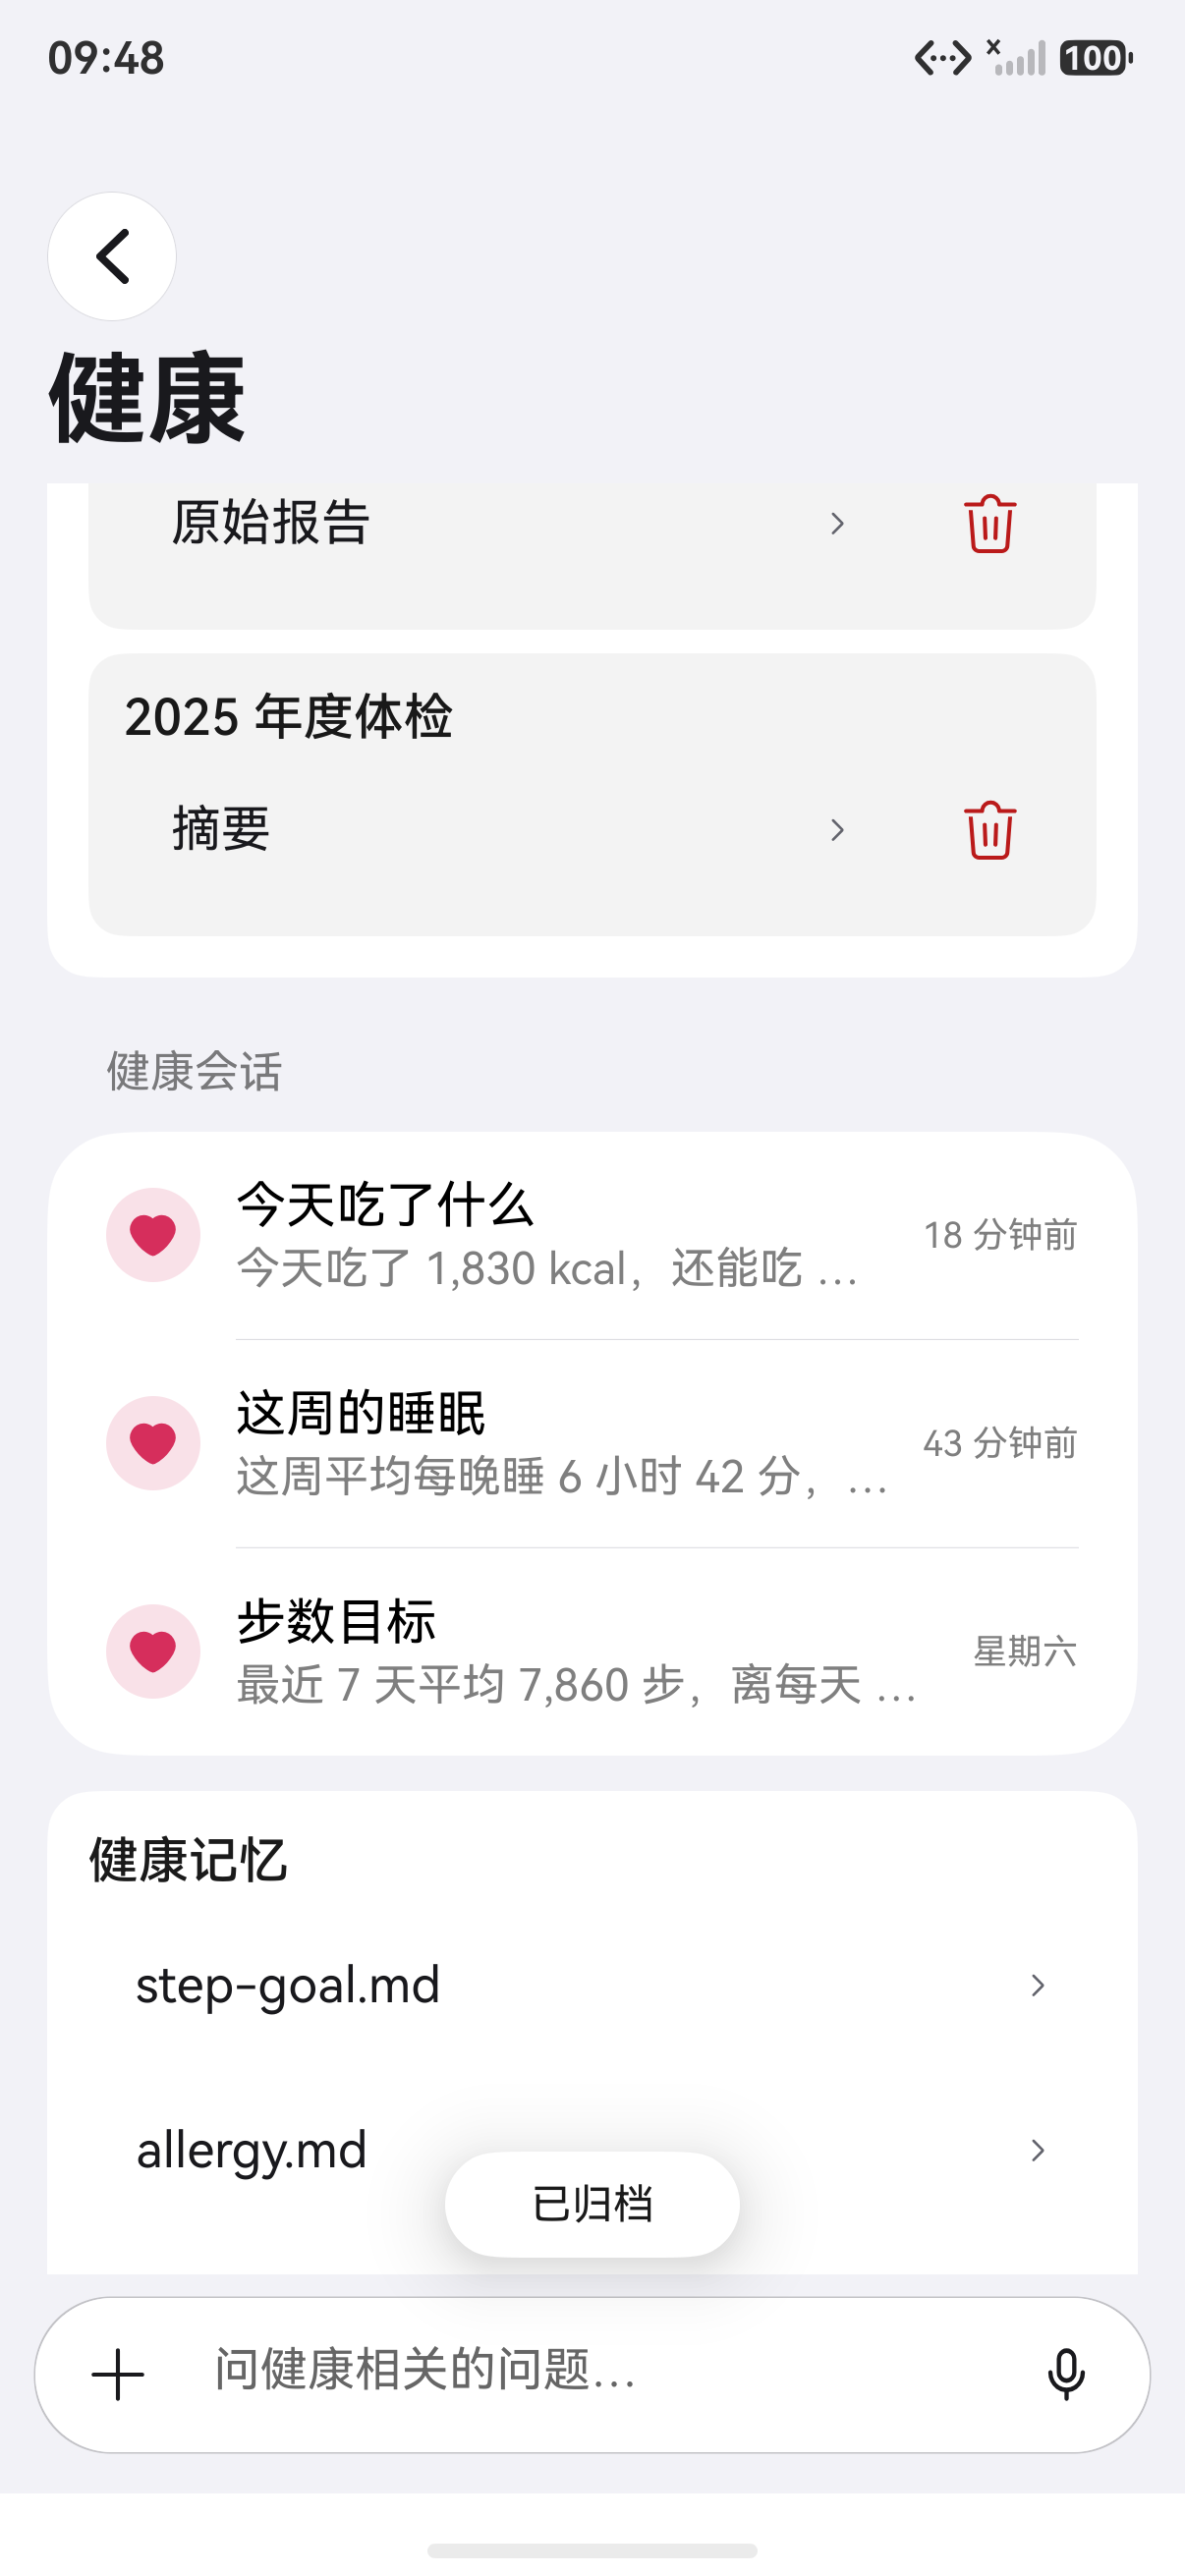 09:48
100
健康
原始报告
2025 年度体检
摘要
健康会话
今天吃了什么
18 分钟前
今天吃了 1,830 kcal，还能吃 …
这周的睡眠
43 分钟前
这周平均每晚睡 6 小时 42 分，…
步数目标
星期六
最近 7 天平均 7,860 步，离每天 …
健康记忆
step-goal.md
allergy.md
已归档
问健康相关的问题…